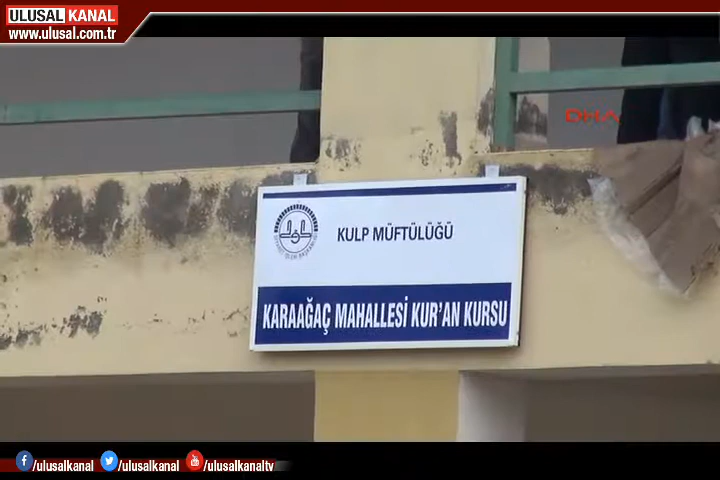 ULUSAL KANAL
www.ulusal.com.tr
DHA
KULP MÜFTÜLÜĞÜ
KARAAĞAÇ MAHALLESİ KUR'AN KURSU
/ulusalkanal
/ulusalkanal
/ulusalkanaltv